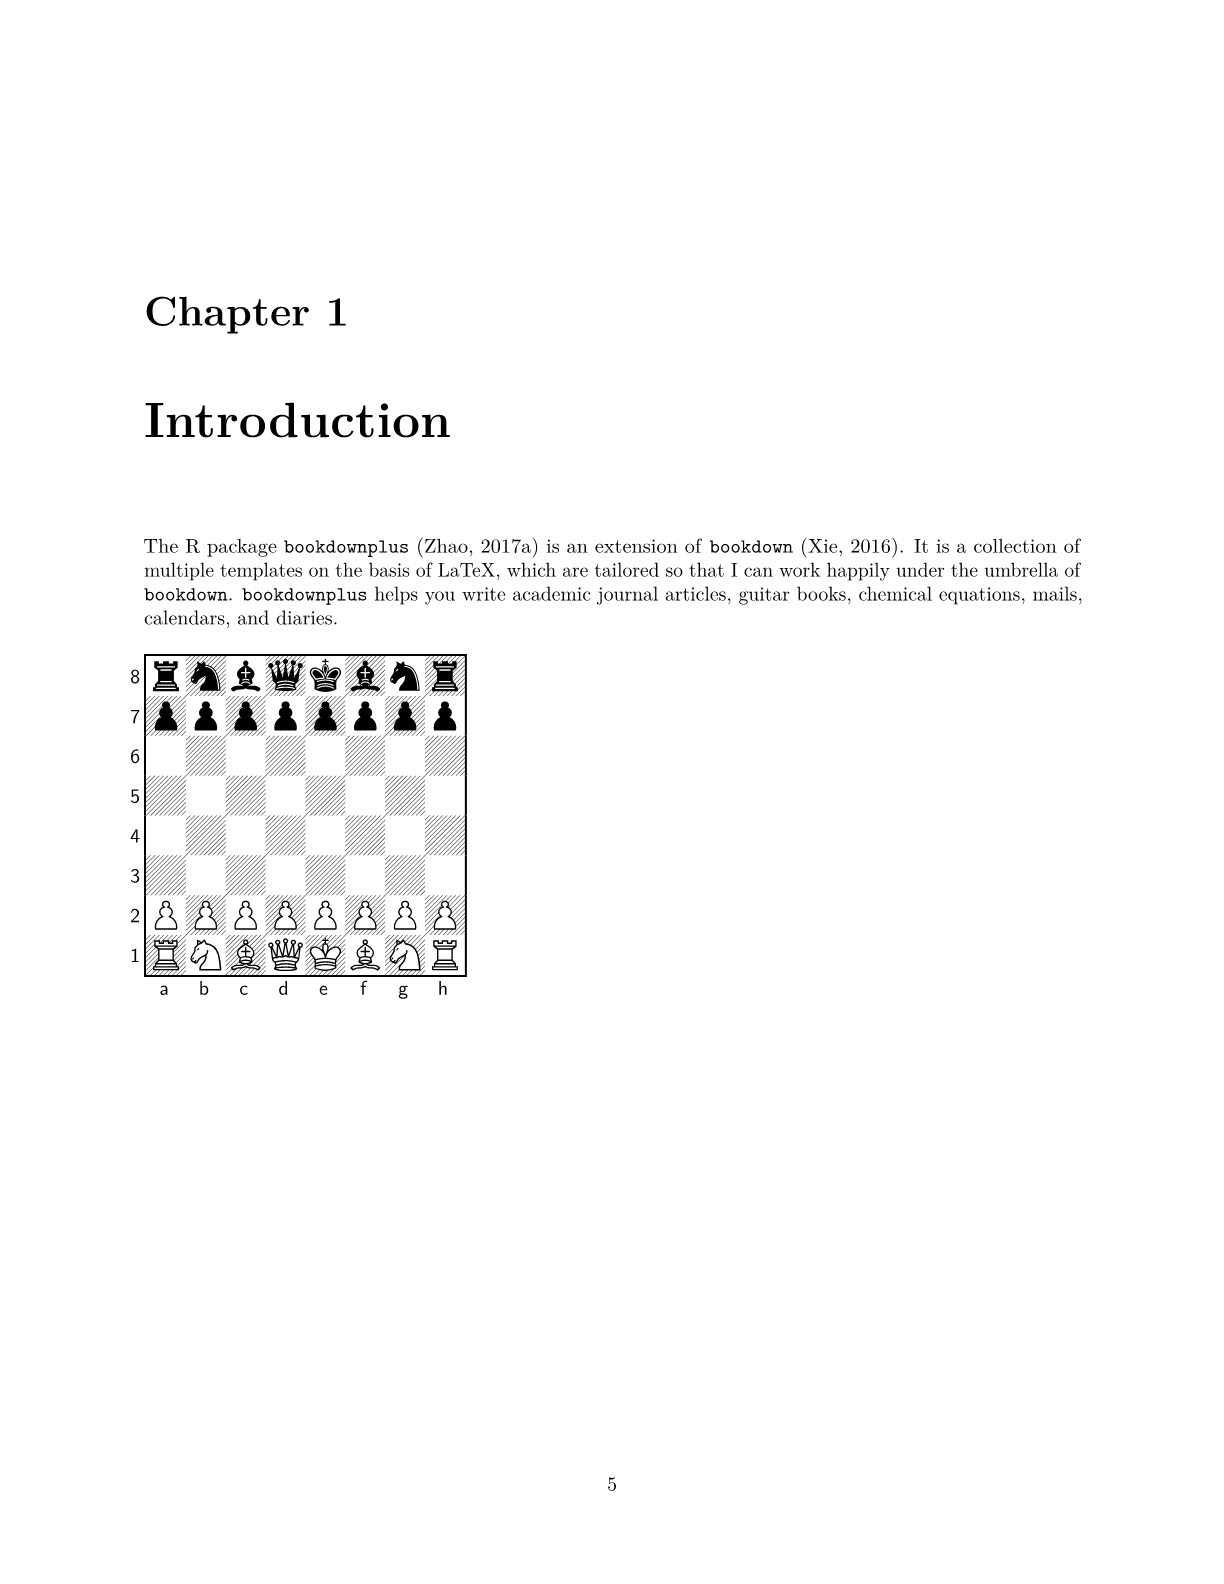 Chapter 1
Introduction
The R package bookdownplus (Zhao, 2017a) is an extension of bookdown (Xie, 2016). It is a collection of
multiple templates on the basis of LaTeX, which are tailored so that I can work happily under the umbrella of
bookdown. bookdownplus helps you write academic journal articles, guitar books, chemical equations, mails,
calendars, and diaries.
8
7
6
5
4
3
2
1
a b c d e f g h
5